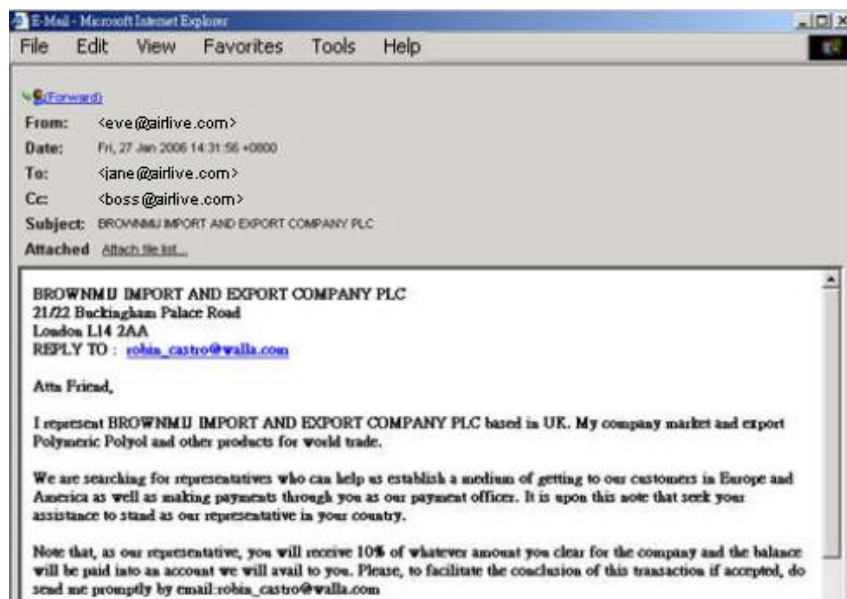 E-Mail - Microsoft Internet Explorer
File Edit View Favorites Tools Help
(Forward)
From: <eve@airlive.com>
Date: Fri, 27 Jan 2006 14:31:56 +0800
To: <jane@airlive.com>
Cc: <boss@airlive.com>
Subject: BROWNMIJ IMPORT AND EXPORT COMPANY PLC
Attached Attach file list...
BROWNMIJ IMPORT AND EXPORT COMPANY PLC
21/22 Buckingham Palace Road
London L14 2AA
REPLY TO : robin_castro@walla.com
Attn Friend,
I represent BROWNMIJ IMPORT AND EXPORT COMPANY PLC based in UK. My company market and export
Polymeric Polyol and other products for world trade.
We are searching for representatives who can help us establish a medium of getting to our customers in Europe and
America as well as making payments through you as our payment officer. It is upon this note that seek your
assistance to stand as our representative in your country.
Note that, as our representative, you will receive 10% of whatever amount you clear for the company and the balance
will be paid into an account we will avail to you. Please, to facilitate the conclusion of this transaction if accepted, do
send me promptly by email:robin_castro@walla.com